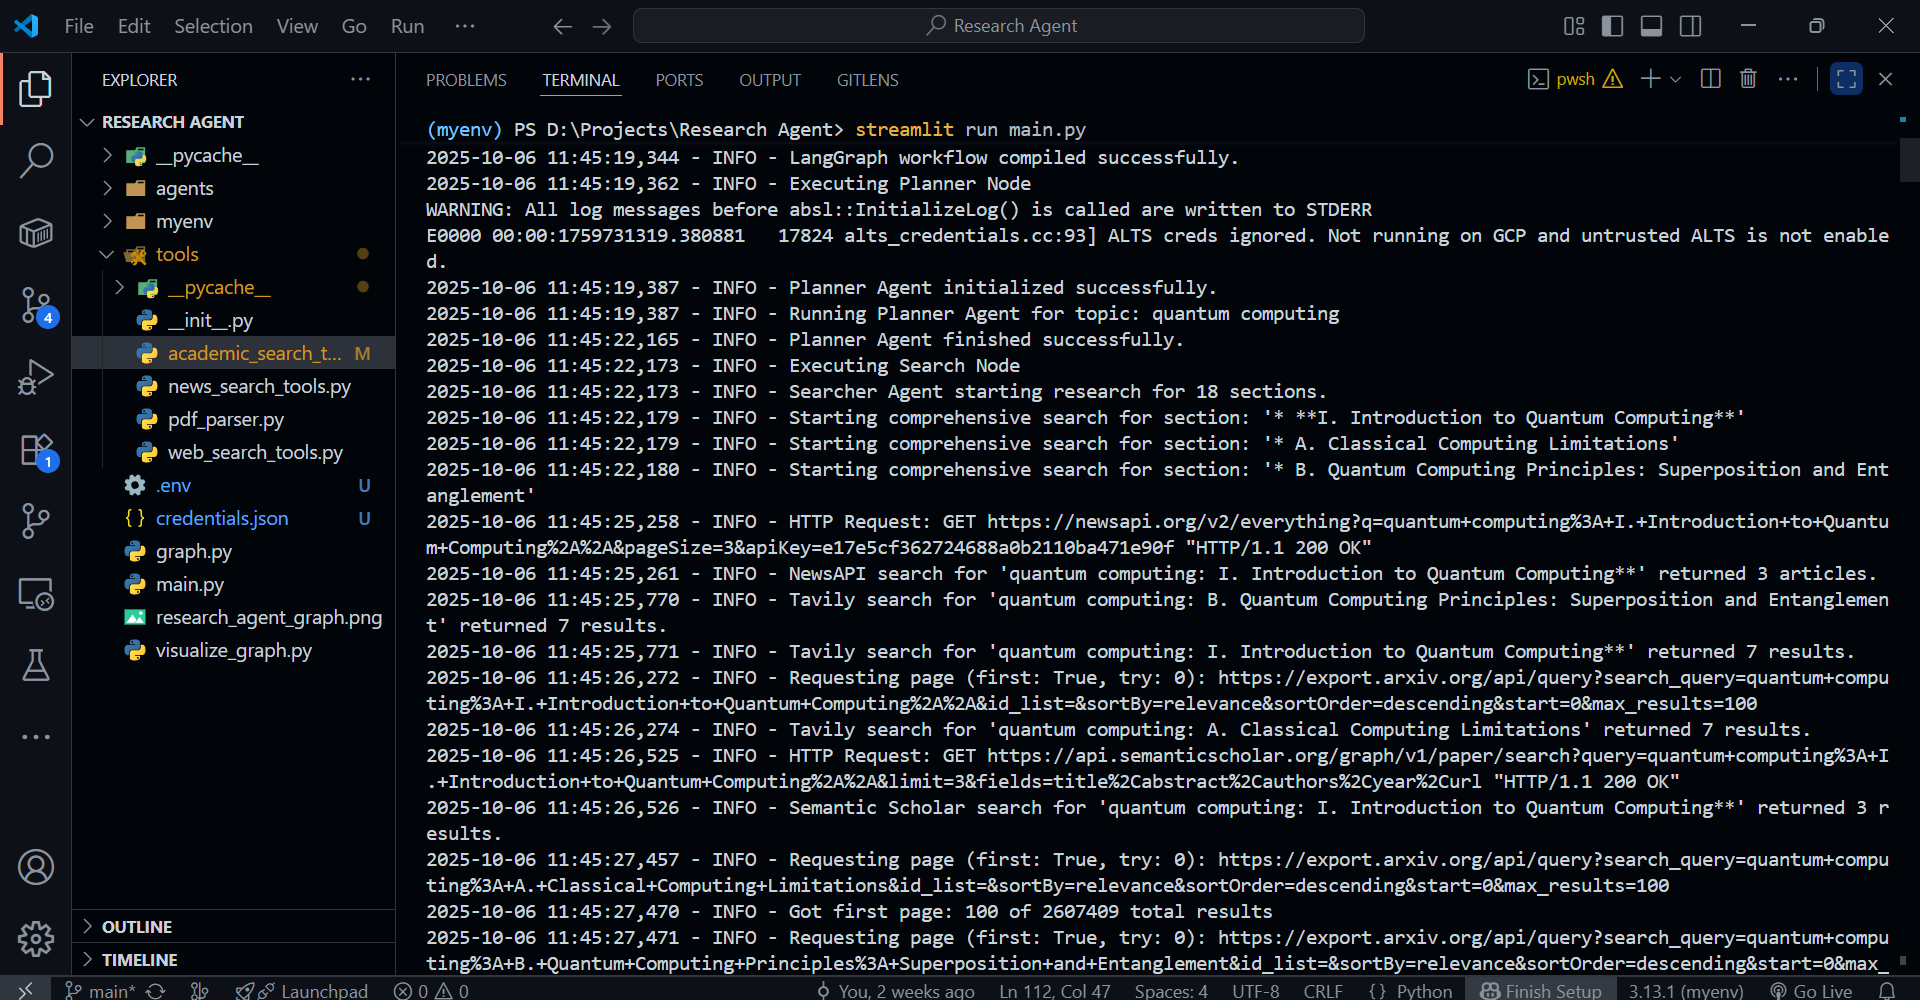 File Edit Selection View Go Run ···
Research Agent
EXPLORER ···
RESEARCH AGENT
__pycache__
agents
myenv
tools
__pycache__
__init__.py
academic_search_t... M
news_search_tools.py
pdf_parser.py
web_search_tools.py
.env U
{} credentials.json U
graph.py
main.py
research_agent_graph.png
visualize_graph.py
OUTLINE
TIMELINE
4
1
PROBLEMS TERMINAL PORTS OUTPUT GITLENS
pwsh
(myenv) PS D:\Projects\Research Agent> streamlit run main.py
2025-10-06 11:45:19,344 - INFO - LangGraph workflow compiled successfully.
2025-10-06 11:45:19,362 - INFO - Executing Planner Node
WARNING: All log messages before absl::InitializeLog() is called are written to STDERR
E0000 00:00:1759731319.380881   17824 alts_credentials.cc:93] ALTS creds ignored. Not running on GCP and untrusted ALTS is not enable
d.
2025-10-06 11:45:19,387 - INFO - Planner Agent initialized successfully.
2025-10-06 11:45:19,387 - INFO - Running Planner Agent for topic: quantum computing
2025-10-06 11:45:22,165 - INFO - Planner Agent finished successfully.
2025-10-06 11:45:22,173 - INFO - Executing Search Node
2025-10-06 11:45:22,173 - INFO - Searcher Agent starting research for 18 sections.
2025-10-06 11:45:22,179 - INFO - Starting comprehensive search for section: '* **I. Introduction to Quantum Computing**'
2025-10-06 11:45:22,179 - INFO - Starting comprehensive search for section: '* A. Classical Computing Limitations'
2025-10-06 11:45:22,180 - INFO - Starting comprehensive search for section: '* B. Quantum Computing Principles: Superposition and Ent
anglement'
2025-10-06 11:45:25,258 - INFO - HTTP Request: GET https://newsapi.org/v2/everything?q=quantum+computing%3A+I.+Introduction+to+Quantu
m+Computing%2A%2A&pageSize=3&apiKey=e17e5cf362724688a0b2110ba471e90f "HTTP/1.1 200 OK"
2025-10-06 11:45:25,261 - INFO - NewsAPI search for 'quantum computing: I. Introduction to Quantum Computing**' returned 3 articles.
2025-10-06 11:45:25,770 - INFO - Tavily search for 'quantum computing: B. Quantum Computing Principles: Superposition and Entanglemen
t' returned 7 results.
2025-10-06 11:45:25,771 - INFO - Tavily search for 'quantum computing: I. Introduction to Quantum Computing**' returned 7 results.
2025-10-06 11:45:26,272 - INFO - Requesting page (first: True, try: 0): https://export.arxiv.org/api/query?search_query=quantum+compu
ting%3A+I.+Introduction+to+Quantum+Computing%2A%2A&id_list=&sortBy=relevance&sortOrder=descending&start=0&max_results=100
2025-10-06 11:45:26,274 - INFO - Tavily search for 'quantum computing: A. Classical Computing Limitations' returned 7 results.
2025-10-06 11:45:26,525 - INFO - HTTP Request: GET https://api.semanticscholar.org/graph/v1/paper/search?query=quantum+computing%3A+I
.+Introduction+to+Quantum+Computing%2A%2A&limit=3&fields=title%2Cabstract%2Cauthors%2Cyear%2Curl "HTTP/1.1 200 OK"
2025-10-06 11:45:26,526 - INFO - Semantic Scholar search for 'quantum computing: I. Introduction to Quantum Computing**' returned 3 r
esults.
2025-10-06 11:45:27,457 - INFO - Requesting page (first: True, try: 0): https://export.arxiv.org/api/query?search_query=quantum+compu
ting%3A+A.+Classical+Computing+Limitations&id_list=&sortBy=relevance&sortOrder=descending&start=0&max_results=100
2025-10-06 11:45:27,470 - INFO - Got first page: 100 of 2607409 total results
2025-10-06 11:45:27,471 - INFO - Requesting page (first: True, try: 0): https://export.arxiv.org/api/query?search_query=quantum+compu
ting%3A+B.+Quantum+Computing+Principles%3A+Superposition+and+Entanglement&id_list=&sortBy=relevance&sortOrder=descending&start=0&max_
main* Launchpad 0 0 You, 2 weeks ago Ln 112, Col 47 Spaces: 4 UTF-8 CRLF {} Python Finish Setup 3.13.1 (myenv) Go Live